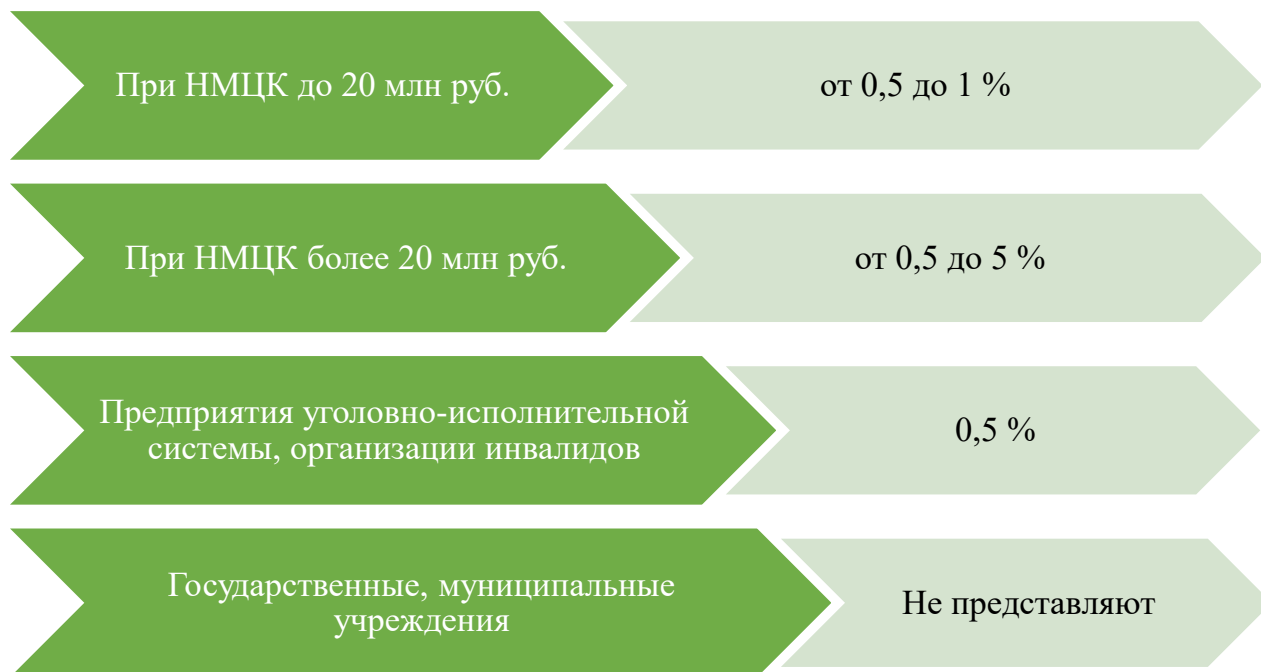 При НМЦК до 20 млн руб.
от 0,5 до 1 %
При НМЦК более 20 млн руб.
от 0,5 до 5 %
Предприятия уголовно-исполнительной
системы, организации инвалидов
0,5 %
Государственные, муниципальные
учреждения
Не представляют